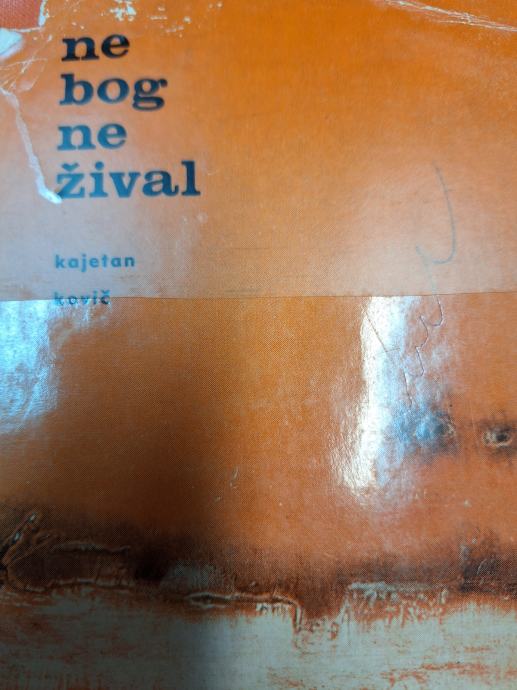 ne
bog
ne
žival
kajetan
kovič